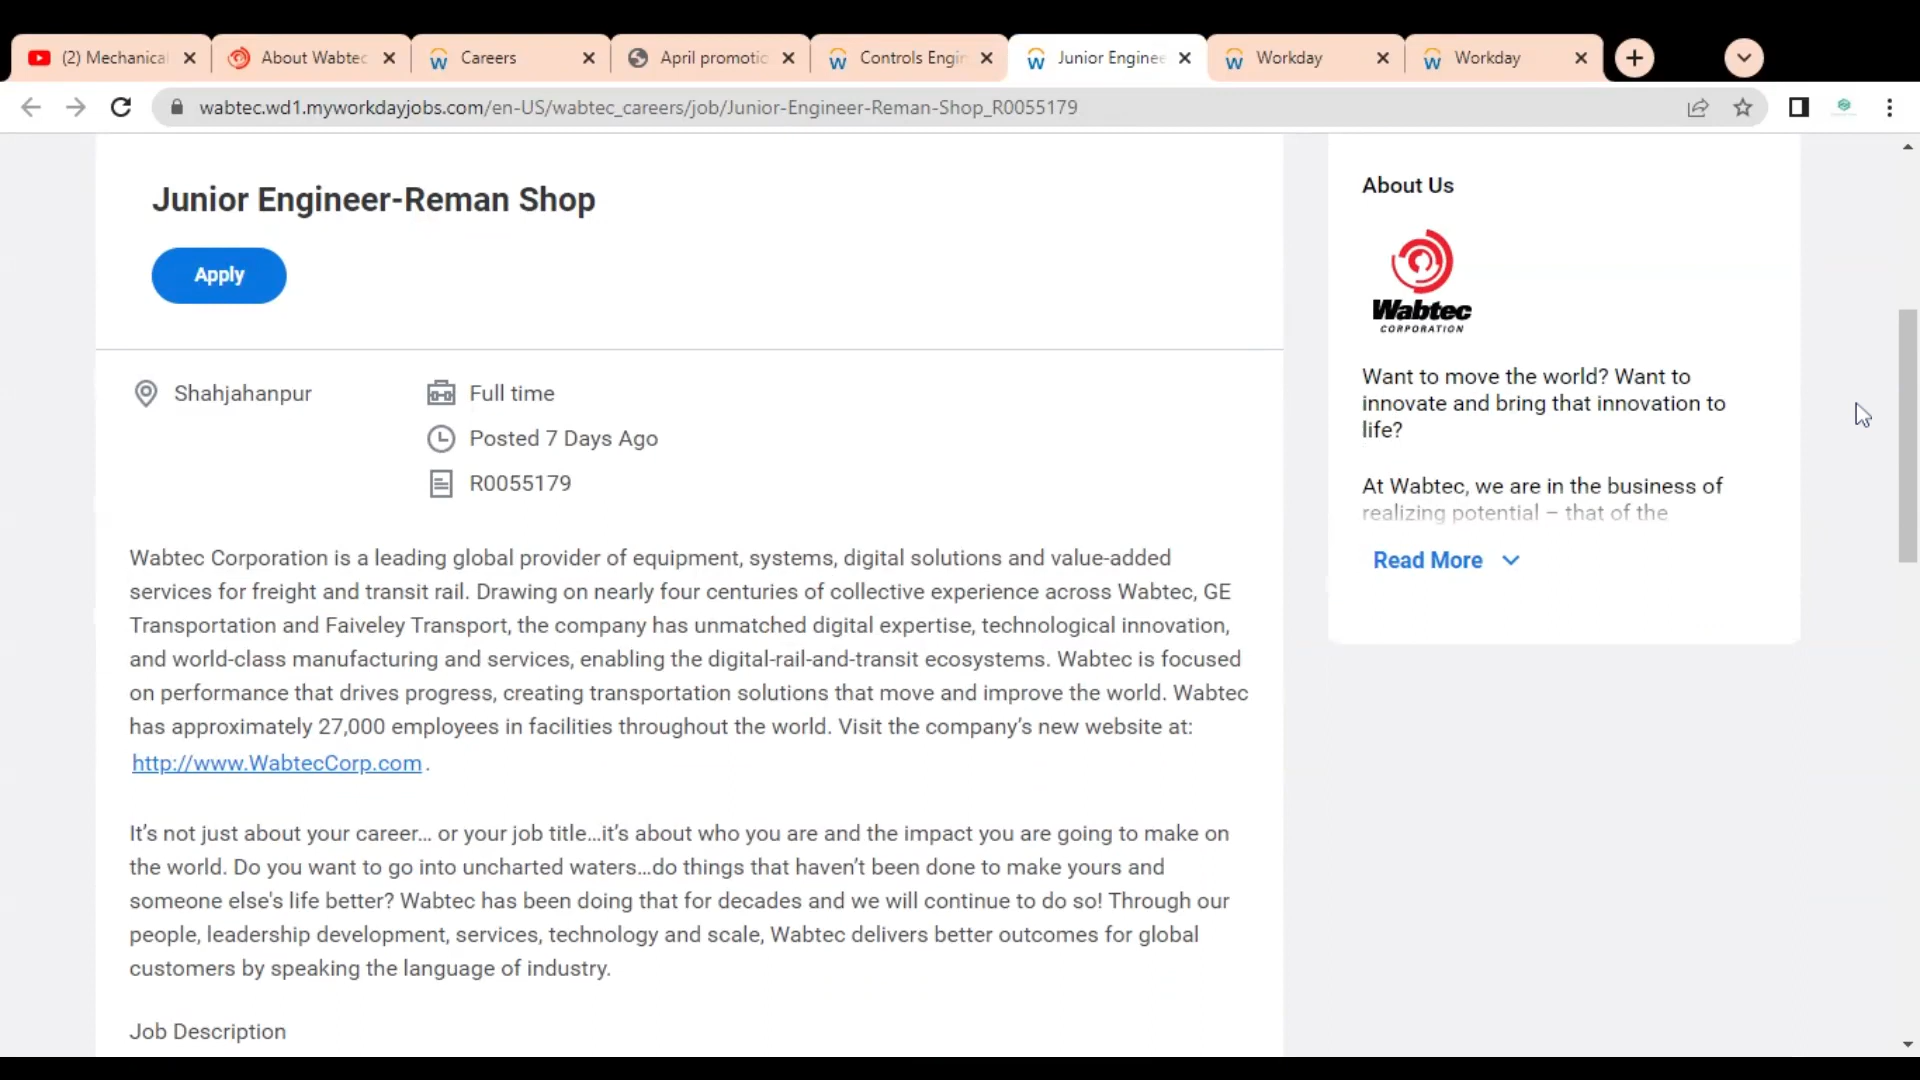 (2) Mechanical
About Wabtec
Careers
April promotic
Controls Engin
Junior Enginee
Workday
Workday
wabtec.wd1.myworkdayjobs.com/en-US/wabtec_careers/job/Junior-Engineer-Reman-Shop_R0055179
Junior Engineer-Reman Shop
Apply
Shahjahanpur
Full time
Posted 7 Days Ago
R0055179
Wabtec Corporation is a leading global provider of equipment, systems, digital solutions and value-added
services for freight and transit rail. Drawing on nearly four centuries of collective experience across Wabtec, GE
Transportation and Faiveley Transport, the company has unmatched digital expertise, technological innovation,
and world-class manufacturing and services, enabling the digital-rail-and-transit ecosystems. Wabtec is focused
on performance that drives progress, creating transportation solutions that move and improve the world. Wabtec
has approximately 27,000 employees in facilities throughout the world. Visit the company’s new website at:
http://www.WabtecCorp.com.
It’s not just about your career… or your job title…it’s about who you are and the impact you are going to make on
the world. Do you want to go into uncharted waters…do things that haven’t been done to make yours and
someone else's life better? Wabtec has been doing that for decades and we will continue to do so! Through our
people, leadership development, services, technology and scale, Wabtec delivers better outcomes for global
customers by speaking the language of industry.
Job Description
About Us
Wabtec
CORPORATION
Want to move the world? Want to
innovate and bring that innovation to
life?
At Wabtec, we are in the business of
realizing potential – that of the
Read More